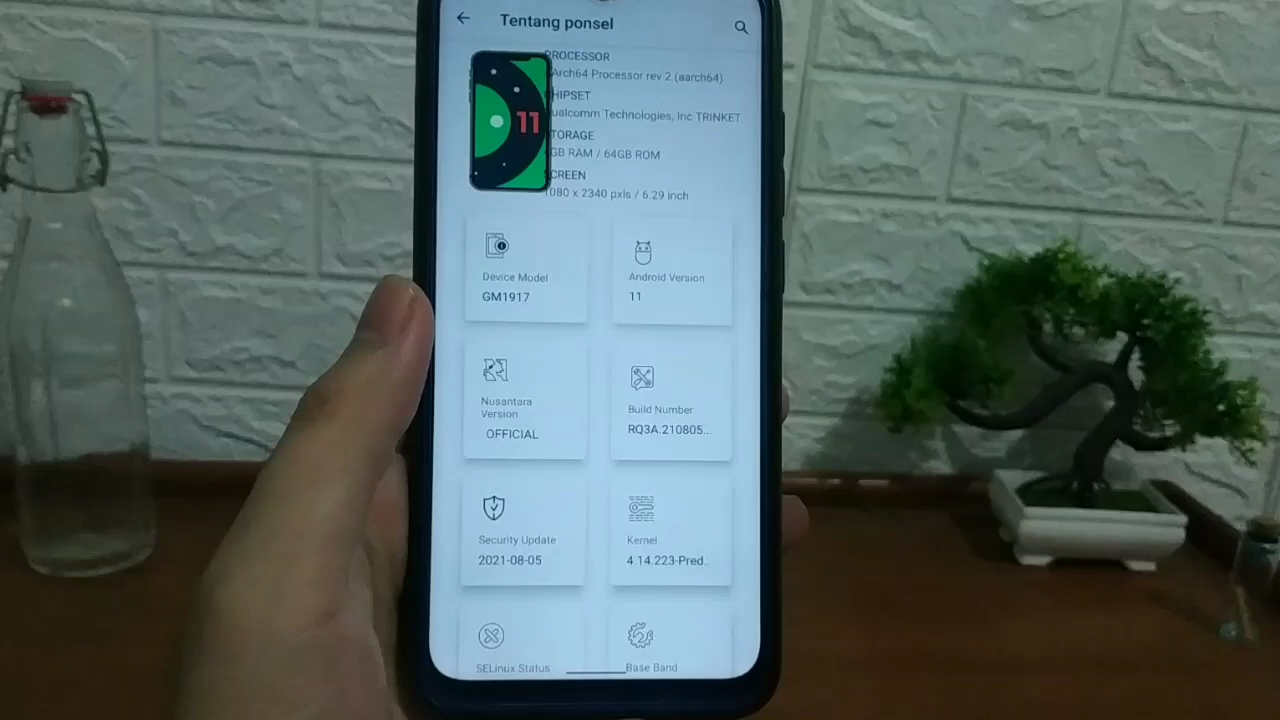 Tentang ponsel
PROCESSOR
Arch64 Processor rev 2 (aarch64)
HIPSET
ualcomm Technologies, Inc TRINKET
TORAGE
GB RAM / 64GB ROM
CREEN
1080 x 2340 pxls / 6.29 inch
11
Device Model
GM1917
Android Version
11
Nusantara
Version
OFFICIAL
Build Number
RQ3A.210805...
Security Update
2021-08-05
Kernel
4.14.223-Pred..
SELinux Status
Base Band